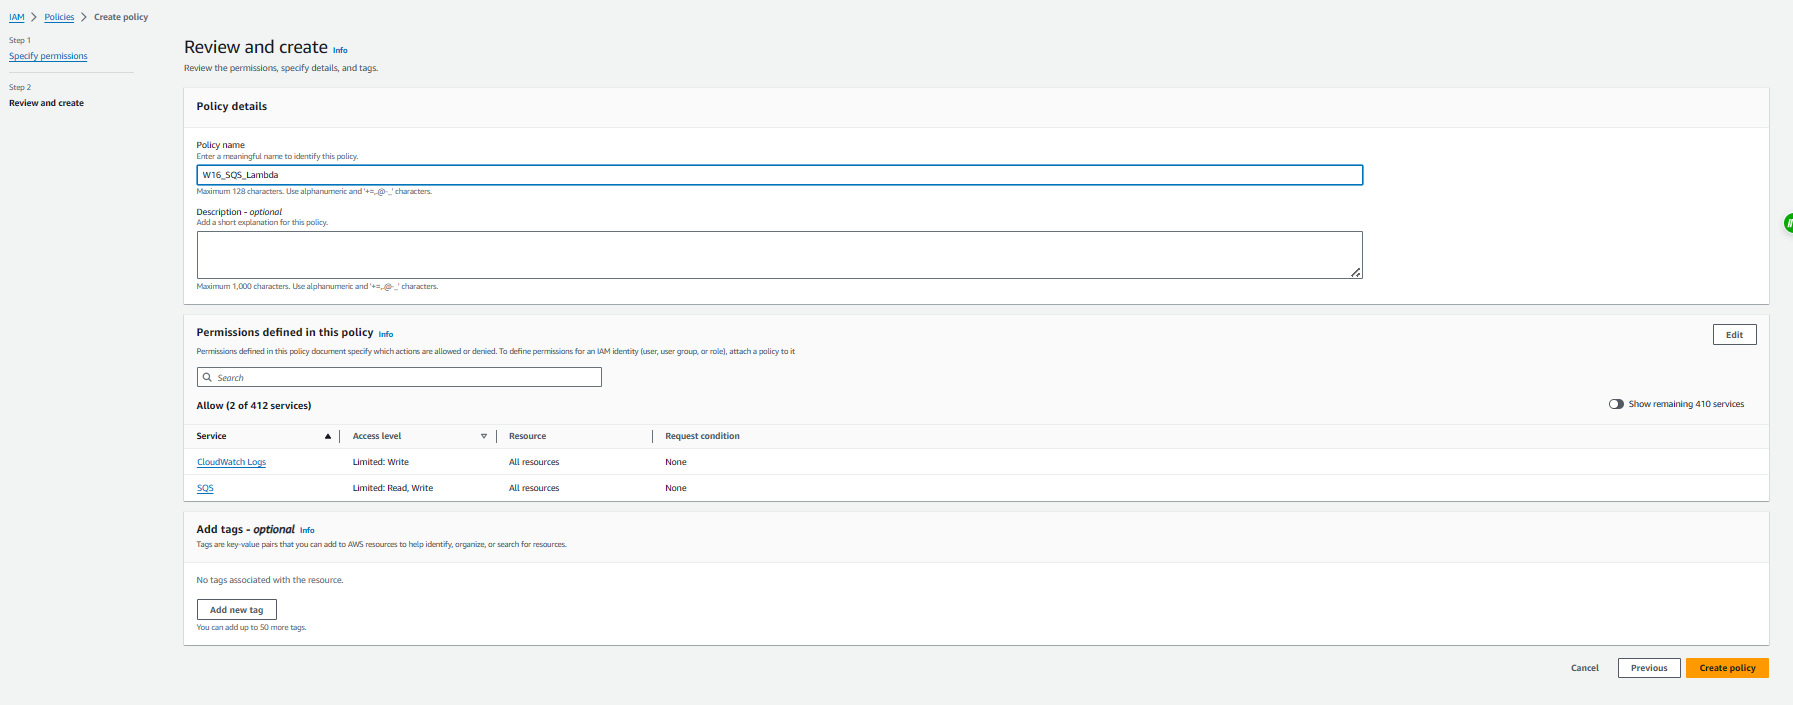 IAM > Policies > Create policy
Step 1
Specify permissions
Step 2
Review and create
Review and create Info
Review the permissions, specify details, and tags.
Policy details
Policy name
Enter a meaningful name to identify this policy.
W16_SQS_Lambda
Maximum 128 characters. Use alphanumeric and '+=,.@-_' characters.
Description - optional
Add a short explanation for this policy.
Maximum 1,000 characters. Use alphanumeric and '+=,.@-_' characters.
Permissions defined in this policy Info
Edit
Permissions defined in this policy document specify which actions are allowed or denied. To define permissions for an IAM identity (user, user group, or role), attach a policy to it
Search
Allow (2 of 412 services)
Show remaining 410 services
Service Access level Resource Request condition
CloudWatch Logs Limited: Write All resources None
SQS Limited: Read, Write All resources None
Add tags - optional Info
Tags are key-value pairs that you can add to AWS resources to help identify, organize, or search for resources.
No tags associated with the resource.
Add new tag
You can add up to 50 more tags.
Cancel Previous Create policy